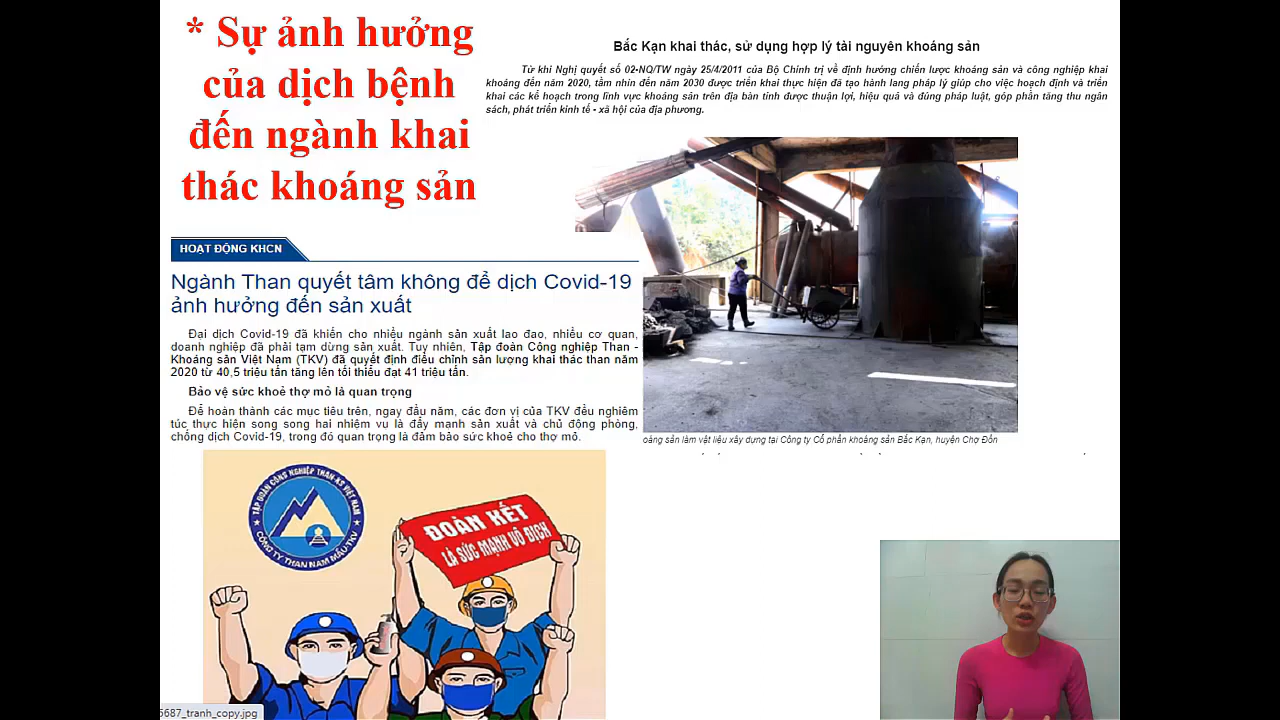 * Sự ảnh hưởng
của dịch bệnh
đến ngành khai
thác khoáng sản
Bắc Kạn khai thác, sử dụng hợp lý tài nguyên khoáng sản
Từ khi Nghị quyết số 02-NQ/TW ngày 25/4/2011 của Bộ Chính trị về định hướng chiến lược khoáng sản và công nghiệp khai
khoáng đến năm 2020, tầm nhìn đến năm 2030 được triển khai thực hiện đã tạo hành lang pháp lý giúp cho việc hoạch định và triển
khai các kế hoạch trong lĩnh vực khoáng sản trên địa bàn tỉnh được thuận lợi, hiệu quả và đúng pháp luật, góp phần tăng thu ngân
sách, phát triển kinh tế - xã hội của địa phương.
HOẠT ĐỘNG KHCN
Ngành Than quyết tâm không để dịch Covid-19
ảnh hưởng đến sản xuất
Đại dịch Covid-19 đã khiến cho nhiều ngành sản xuất lao đao, nhiều cơ quan,
doanh nghiệp đã phải tạm dừng sản xuất. Tuy nhiên, Tập đoàn Công nghiệp Than -
Khoáng sản Việt Nam (TKV) đã quyết định điều chỉnh sản lượng khai thác than năm
2020 từ 40,5 triệu tấn tăng lên tối thiểu đạt 41 triệu tấn.
Bảo vệ sức khoẻ thợ mỏ là quan trọng
Để hoàn thành các mục tiêu trên, ngay đầu năm, các đơn vị của TKV đều nghiêm
túc thực hiện song song hai nhiệm vụ là đẩy mạnh sản xuất và chủ động phòng,
chống dịch Covid-19, trong đó quan trọng là đảm bảo sức khoẻ cho thợ mỏ.
oáng sản làm vật liệu xây dựng tại Công ty Cổ phần khoáng sản Bắc Kạn, huyện Chợ Đồn
TẬP ĐOÀN CÔNG NGHIỆP THAN-KS VIỆT NAM
CÔNG TY THAN NAM MẪU-TKV
ĐOÀN KẾT
LÀ SỨC MẠNH VÔ ĐỊCH
5687_tranh_copy.jpg